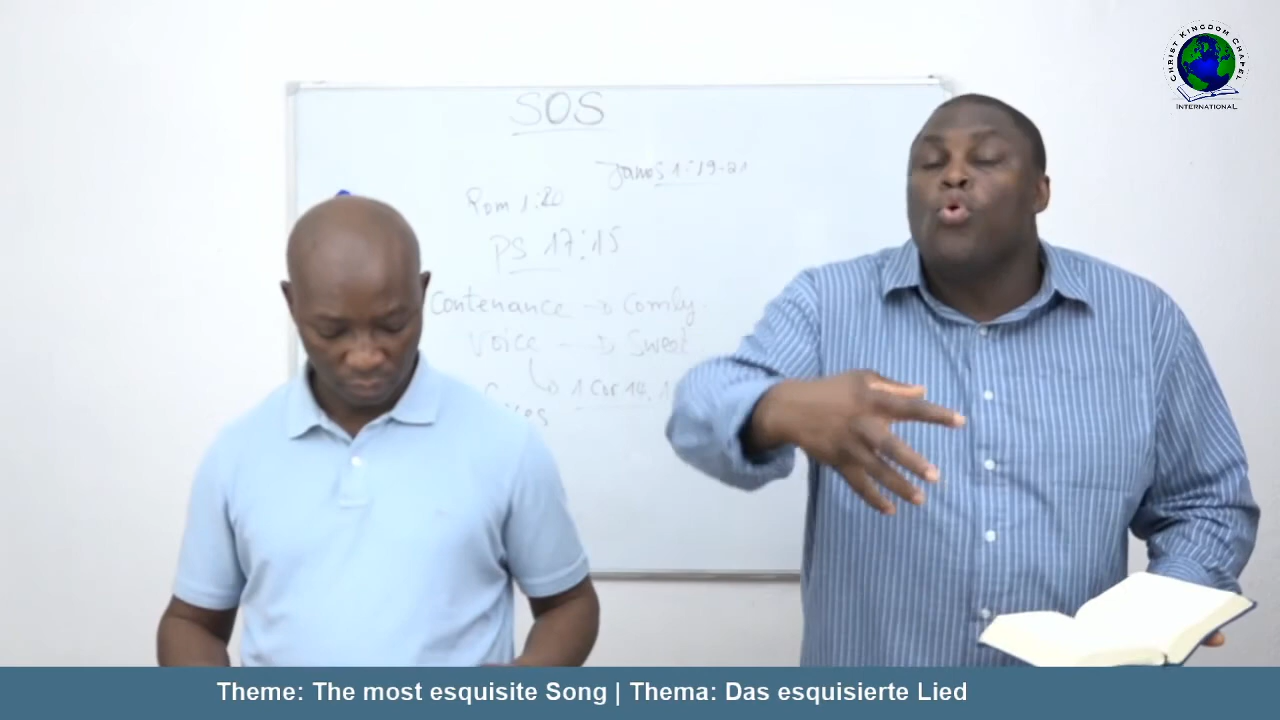 CHRIST KINGDOM CHAPEL
INTERNATIONAL
SOS
James 1:19-21
Rom 1:20
PS 17:15
Contenance → Comly.
Voice → Sweet.
↳ 1 Cor 14, 1
Theme: The most esquisite Song | Thema: Das esquisierte Lied